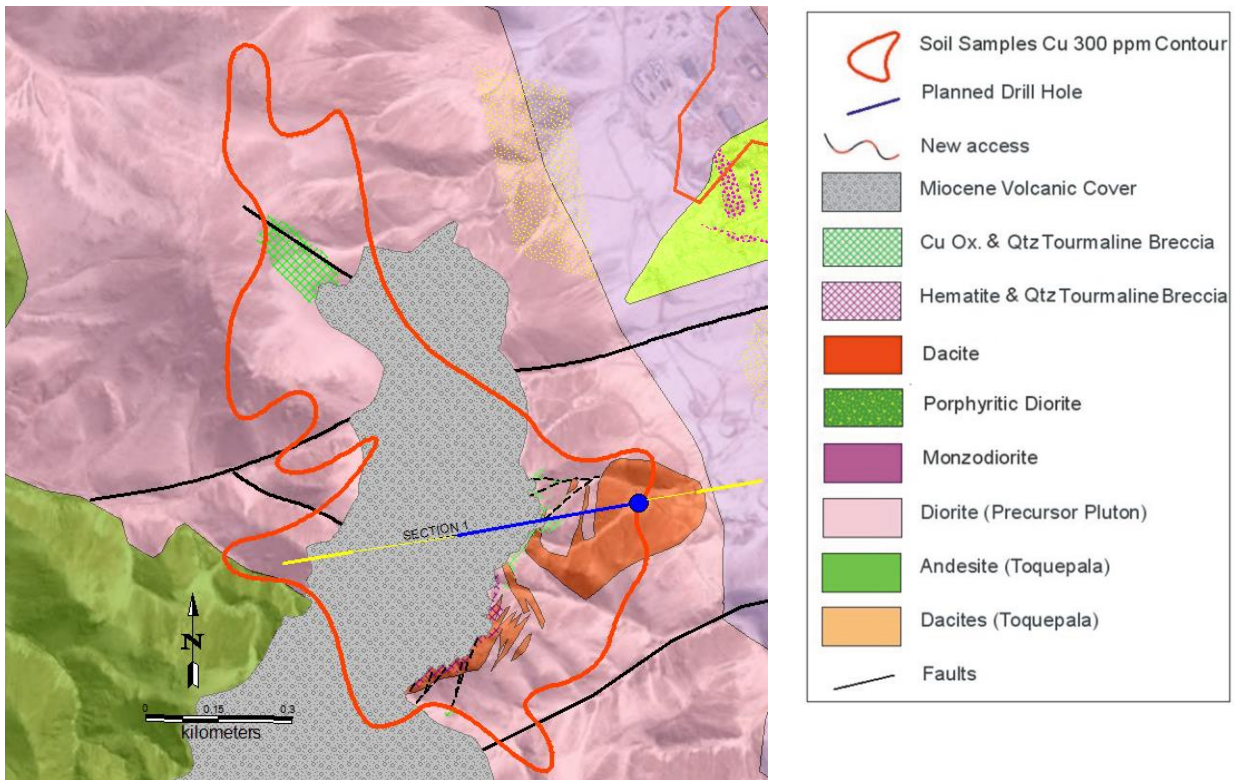 SECTION 1
N
0 0,15 0,3
kilometers
Soil Samples Cu 300 ppm Contour
Planned Drill Hole
New access
Miocene Volcanic Cover
Cu Ox. & Qtz Tourmaline Breccia
Hematite & Qtz Tourmaline Breccia
Dacite
Porphyritic Diorite
Monzodiorite
Diorite (Precursor Pluton)
Andesite (Toquepala)
Dacites (Toquepala)
Faults